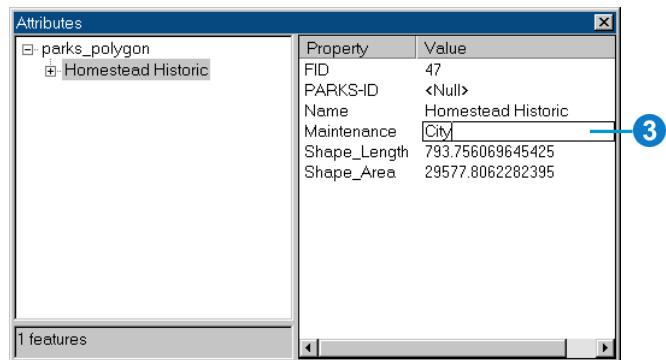 Attributes
parks_polygon
Homestead Historic
Property Value
FID 47
PARKS-ID <Null>
Name Homestead Historic
Maintenance City
3
Shape_Length 793.756069645425
Shape_Area 29577.8062282395
1 features